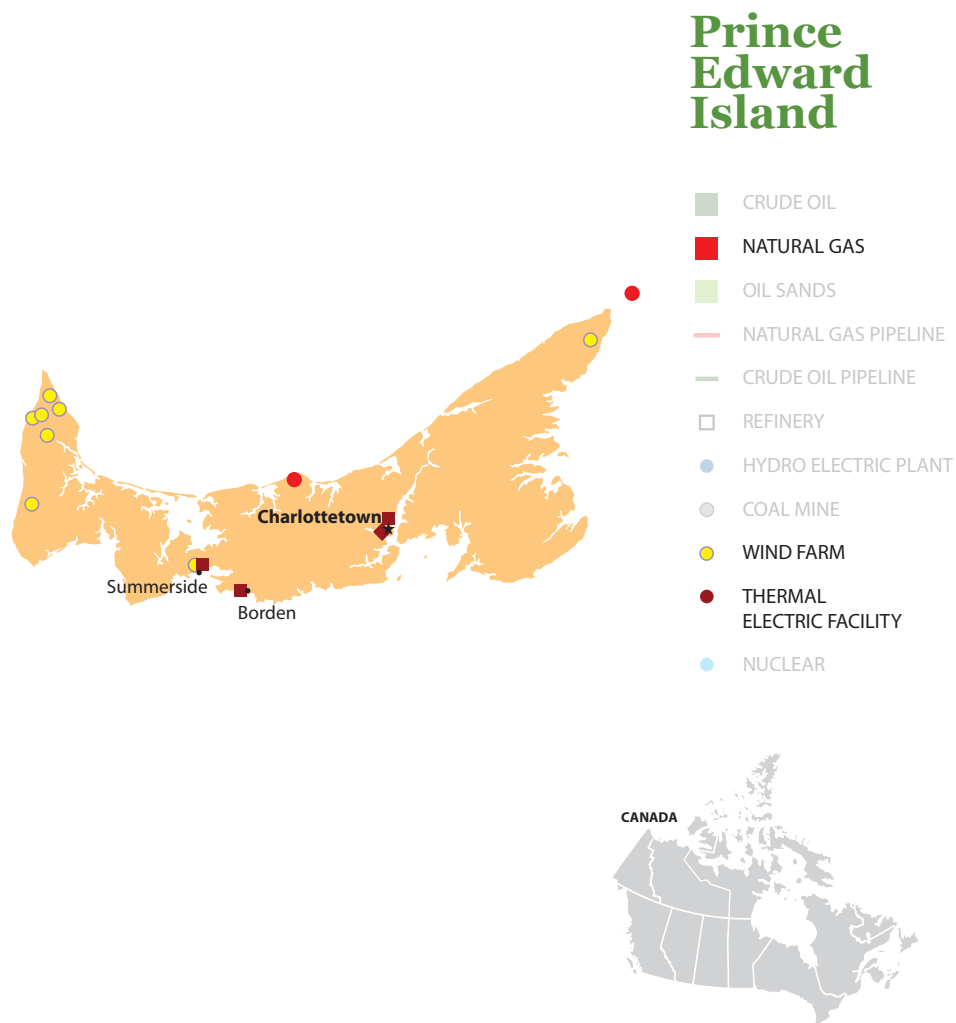 Prince
Edward
Island
CRUDE OIL
NATURAL GAS
OIL SANDS
NATURAL GAS PIPELINE
CRUDE OIL PIPELINE
REFINERY
HYDRO ELECTRIC PLANT
COAL MINE
WIND FARM
THERMAL
ELECTRIC FACILITY
NUCLEAR
Charlottetown
Summerside
Borden
CANADA